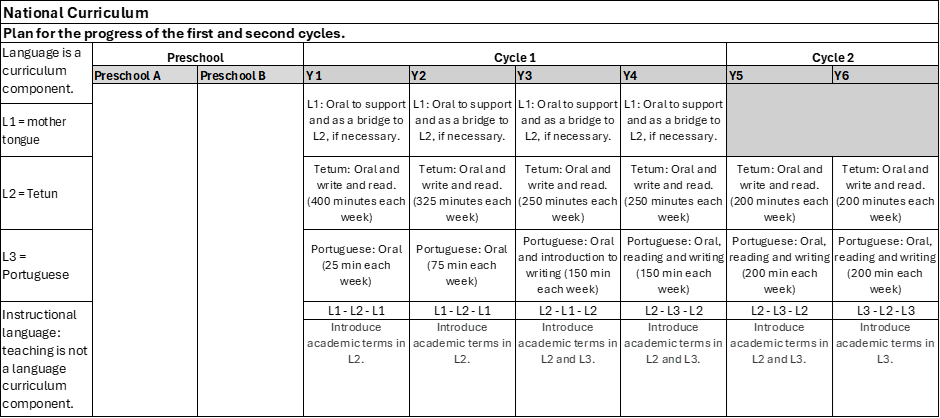 National Curriculum
Plan for the progress of the first and second cycles.
Language is a
curriculum
component.
Preschool
Cycle 1
Cycle 2
Preschool A
Preschool B
Y1
Y2
Y3
Y4
Y5
Y6
L1 = mother
tongue
L1: Oral to support
and as a bridge to
L2, if necessary.
L1: Oral to support
and as a bridge to
L2, if necessary.
L1: Oral to support
and as a bridge to
L2, if necessary.
L1: Oral to support
and as a bridge to
L2, if necessary.
L2 = Tetun
Tetum: Oral and
write and read.
(400 minutes each
week)
Tetum: Oral and
write and read.
(325 minutes each
week)
Tetum: Oral and
write and read.
(250 minutes each
week)
Tetum: Oral and
write and read.
(250 minutes each
week)
Tetum: Oral and
write and read.
(200 minutes each
week)
Tetum: Oral and
write and read.
(200 minutes each
week)
L3 =
Portuguese
Portuguese: Oral
(25 min each
week)
Portuguese: Oral
(75 min each
week)
Portuguese: Oral
and introduction to
writing (150 min
each week)
Portuguese: Oral,
reading and writing
(150 min each
week)
Portuguese: Oral,
reading and writing
(200 min each
week)
Portuguese: Oral,
reading and writing
(200 min each
week)
Instructional
language:
teaching is not
a language
curriculum
component.
L1 - L2 - L1
L1 - L2 - L1
L2 - L1 - L2
L2 - L3 - L2
L2 - L3 - L2
L3 - L2 - L3
Introduce
academic terms in
L2.
Introduce
academic terms in
L2.
Introduce
academic terms in
L2 and L3.
Introduce
academic terms in
L2 and L3.
Introduce
academic terms in
L2 and L3.
Introduce
academic terms in
L3.